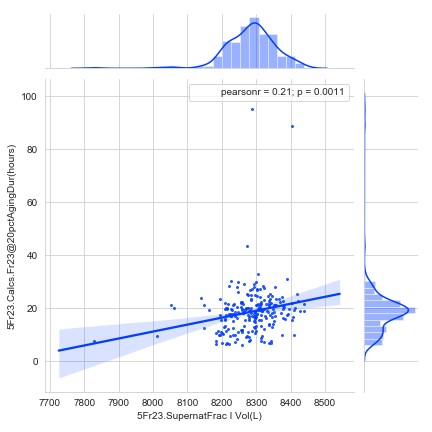 pearsonr = 0.21; p = 0.0011
100
80
60
40
20
0
5Fr23.Calcs.Fr23@20pctAgingDur(hours)
7700 7800 7900 8000 8100 8200 8300 8400 8500
5Fr23.SupernatFrac I Vol(L)